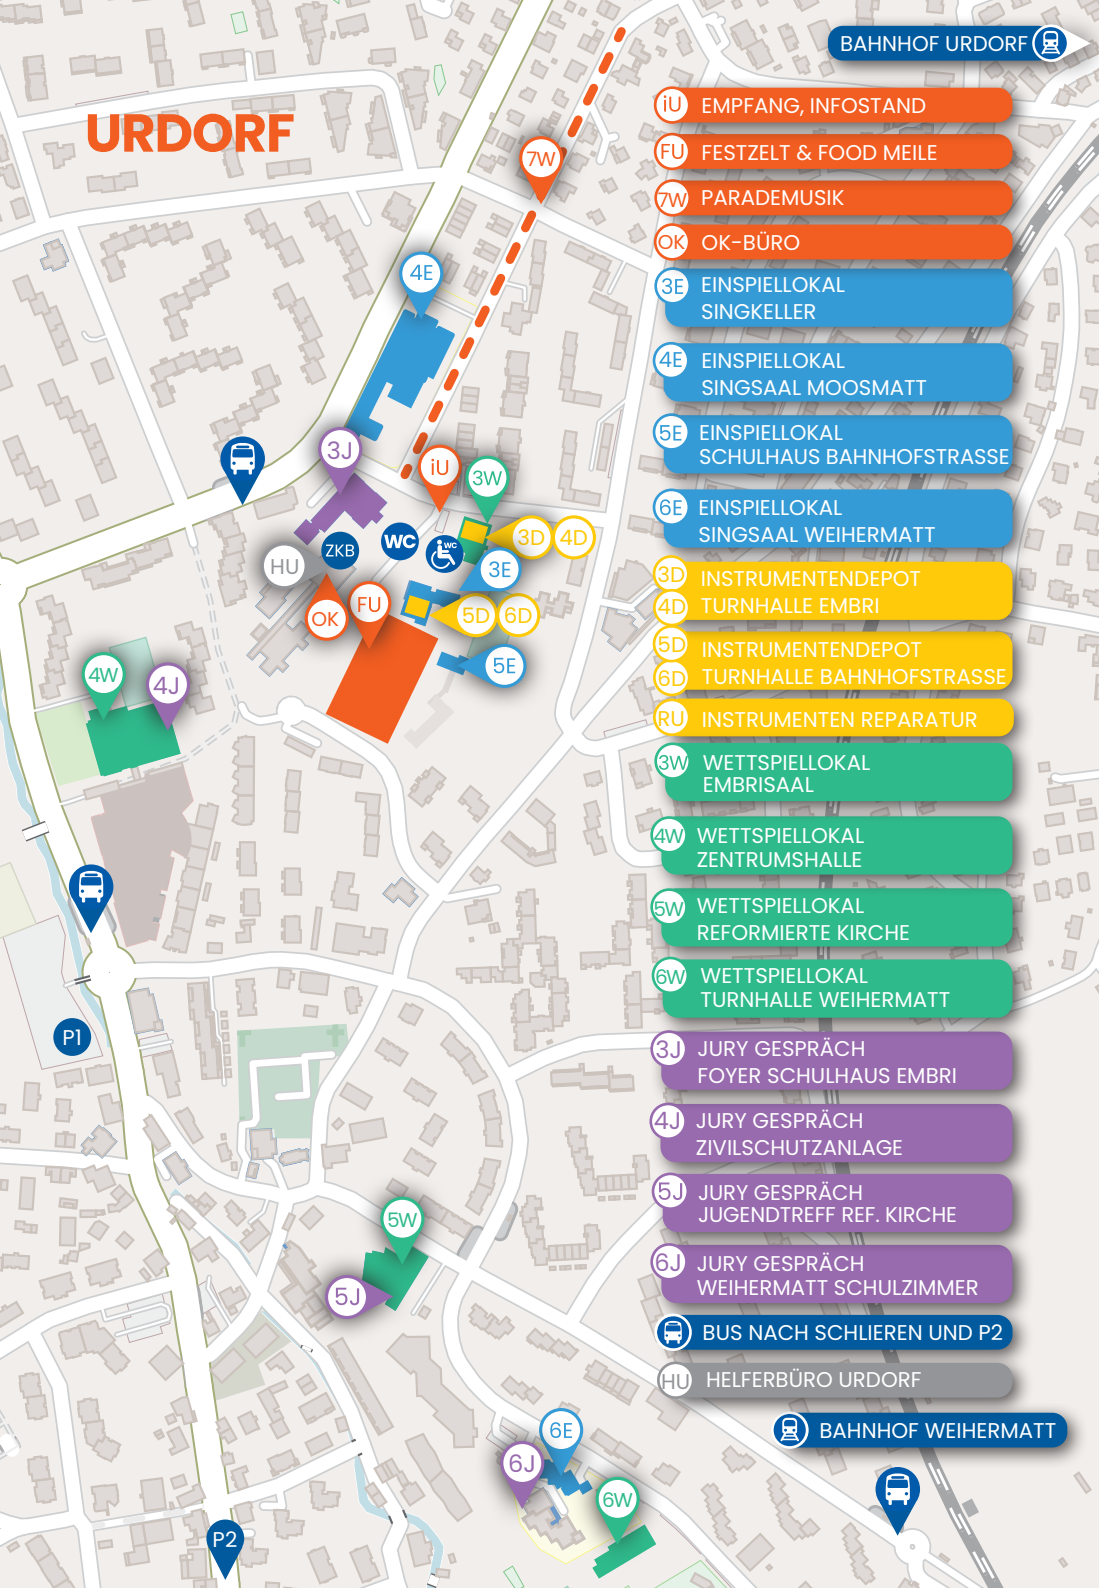 BAHNHOF URDORF
URDORF
iU EMPFANG, INFOSTAND
FU FESTZELT & FOOD MEILE
7W PARADEMUSIK
OK OK-BÜRO
3E EINSPIELLOKAL
SINGKELLER
4E EINSPIELLOKAL
SINGSAAL MOOSMATT
5E EINSPIELLOKAL
SCHULHAUS BAHNHOFSTRASSE
6E EINSPIELLOKAL
SINGSAAL WEIHERMATT
3D INSTRUMENTENDEPOT
4D TURNHALLE EMBRI
5D INSTRUMENTENDEPOT
6D TURNHALLE BAHNHOFSTRASSE
RU INSTRUMENTEN REPARATUR
3W WETTSPIELLOKAL
EMBRISAAL
4W WETTSPIELLOKAL
ZENTRUMSHALLE
5W WETTSPIELLOKAL
REFORMIERTE KIRCHE
6W WETTSPIELLOKAL
TURNHALLE WEIHERMATT
3J JURY GESPRÄCH
FOYER SCHULHAUS EMBRI
4J JURY GESPRÄCH
ZIVILSCHUTZANLAGE
5J JURY GESPRÄCH
JUGENDTREFF REF. KIRCHE
6J JURY GESPRÄCH
WEIHERMATT SCHULZIMMER
BUS NACH SCHLIEREN UND P2
HU HELFERBÜRO URDORF
BAHNHOF WEIHERMATT
7W
4E
3J
iU
3W
3D 4D
WC
WC
ZKB
HU
3E
FU
OK
5D 6D
5E
4W
4J
P1
5W
5J
6E
6J
6W
P2